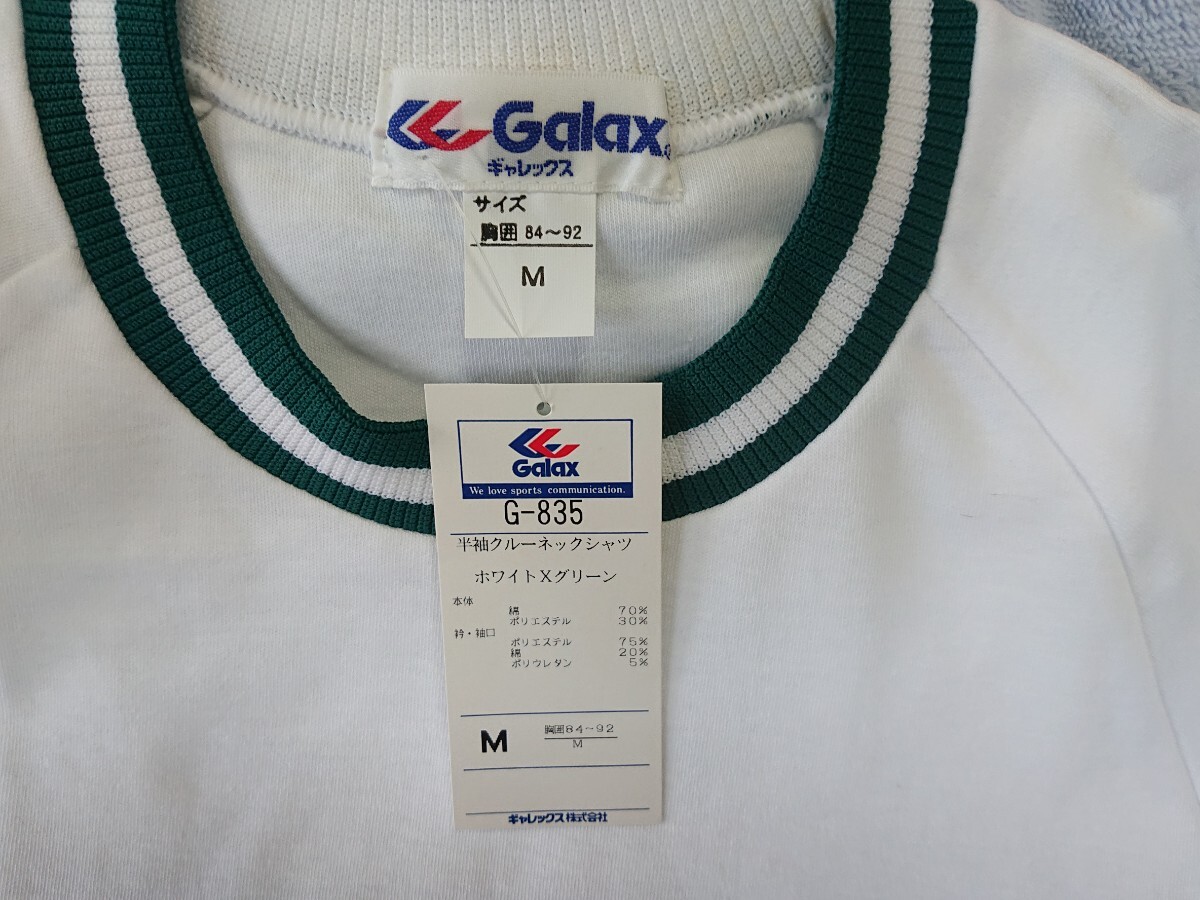 Galax
ギャレックス
サイズ
胸囲 84〜92
M
Galax
We love sports communication.
G-835
半袖クルーネックシャツ
ホワイトXグリーン
本体
綿 70%
ポリエステル 30%
衿・袖口
ポリエステル 75%
綿 20%
ポリウレタン 5%
M 胸囲84〜92
M
ギャレックス株式会社